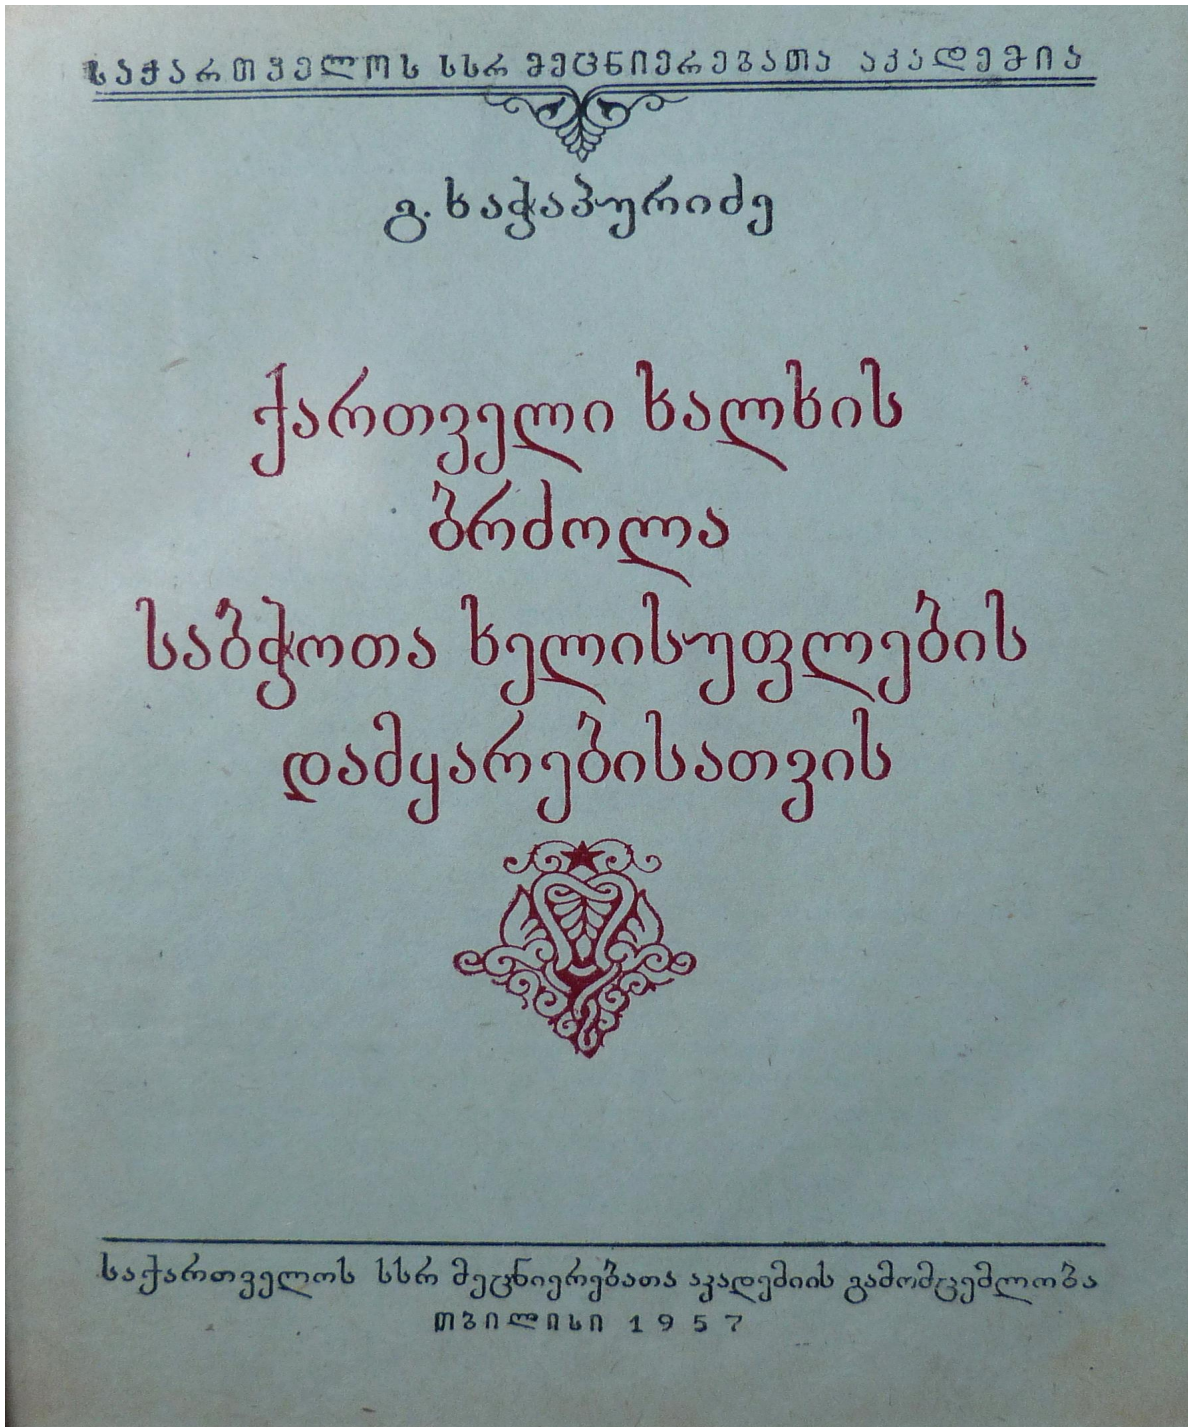 საქართველოს სსრ მეცნიერებათა აკადემია
გ. ხაჭაპურიძე
ქართველი ხალხის
ბრძოლა
საბჭოთა ხელისუფლების
დამყარებისათვის
საქართველოს სსრ მეცნიერებათა აკადემიის გამომცემლობა
თბილისი 1957